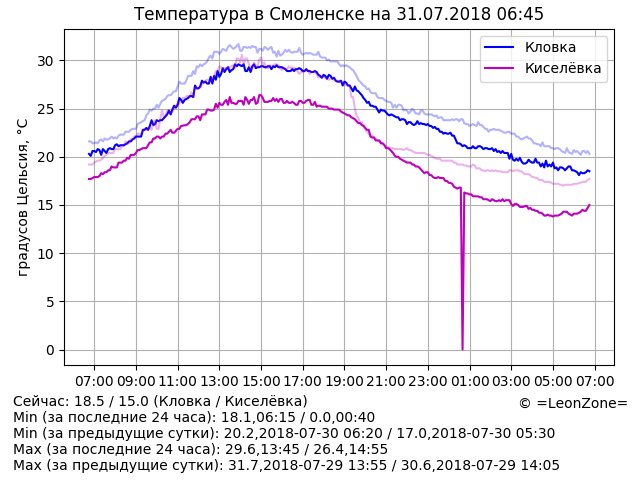 Температура в Смоленске на 31.07.2018 06:45
Кловка
Киселёвка
градусов Цельсия, °C
30
25
20
15
10
5
0
07:00 09:00 11:00 13:00 15:00 17:00 19:00 21:00 23:00 01:00 03:00 05:00 07:00
Сейчас: 18.5 / 15.0 (Кловка / Киселёвка)
© =LeonZone=
Min (за последние 24 часа): 18.1,06:15 / 0.0,00:40
Min (за предыдущие сутки): 20.2,2018-07-30 06:20 / 17.0,2018-07-30 05:30
Max (за последние 24 часа): 29.6,13:45 / 26.4,14:55
Max (за предыдущие сутки): 31.7,2018-07-29 13:55 / 30.6,2018-07-29 14:05